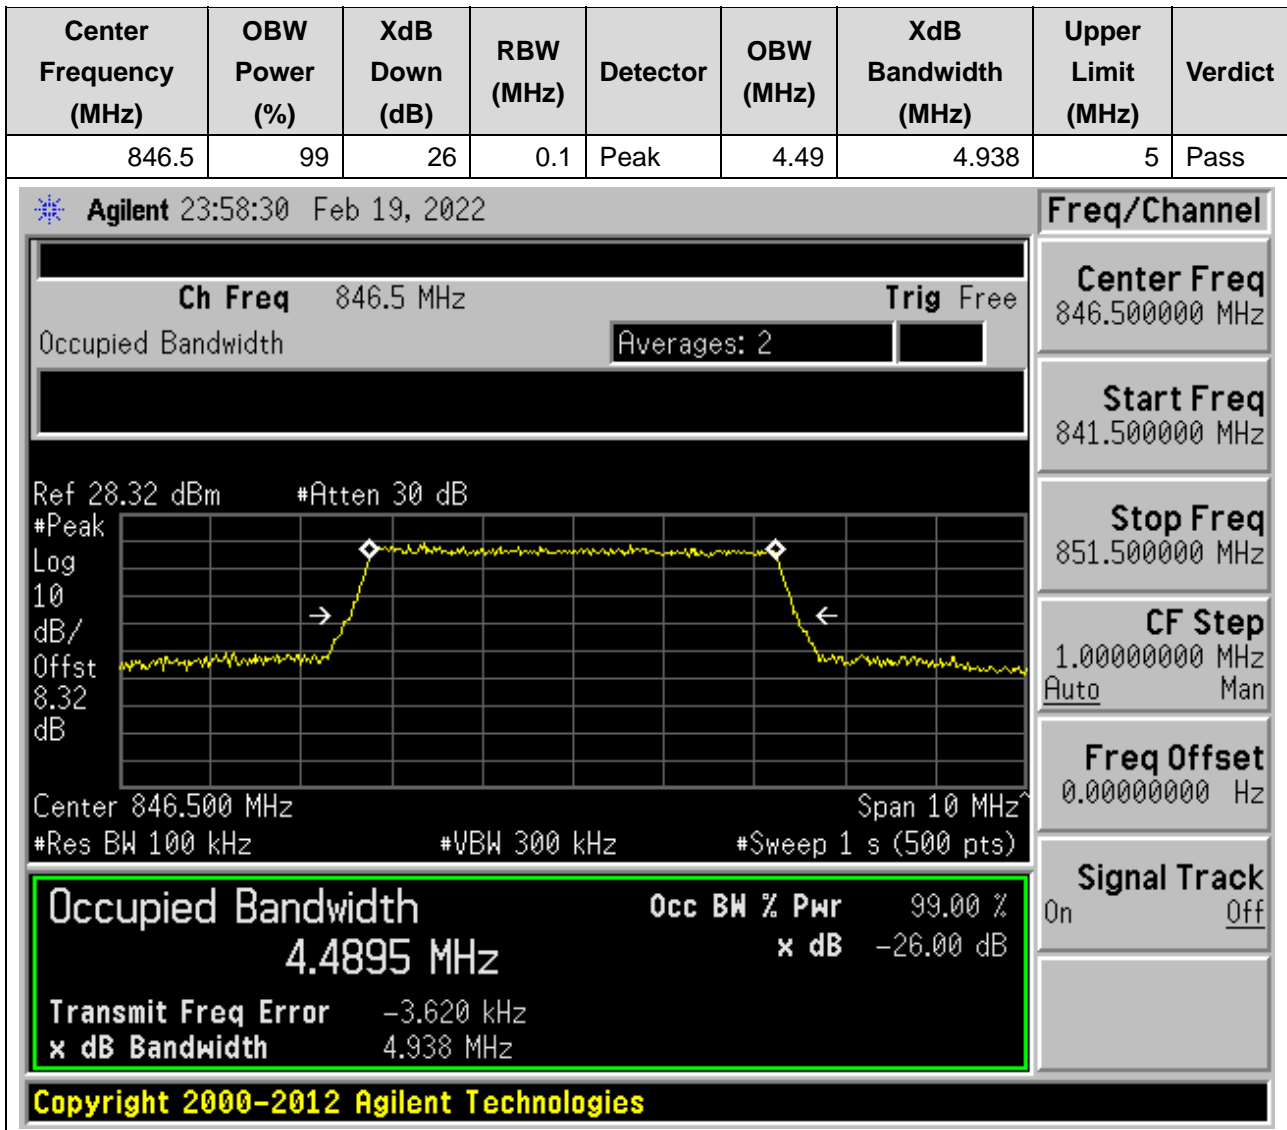 Center Frequency (MHz) OBW Power (%) XdB Down (dB) RBW (MHz) Detector OBW (MHz) XdB Bandwidth (MHz) Upper Limit (MHz) Verdict
846.5 99 26 0.1 Peak 4.49 4.938 5 Pass
Agilent 23:58:30 Feb 19, 2022
Freq/Channel
Ch Freq 846.5 MHz Trig Free
Occupied Bandwidth Averages: 2
Center Freq
846.500000 MHz
Start Freq
841.500000 MHz
Stop Freq
851.500000 MHz
CF Step
1.00000000 MHz
Auto Man
Freq Offset
0.00000000 Hz
Signal Track
On Off
Ref 28.32 dBm #Atten 30 dB
#Peak
Log
10
dB/
Offst
8.32
dB
Center 846.500 MHz Span 10 MHz^
#Res BW 100 kHz #VBW 300 kHz #Sweep 1 s (500 pts)
Occupied Bandwidth Occ BW % Pwr 99.00 %
4.4895 MHz x dB -26.00 dB
Transmit Freq Error -3.620 kHz
x dB Bandwidth 4.938 MHz
Copyright 2000-2012 Agilent Technologies